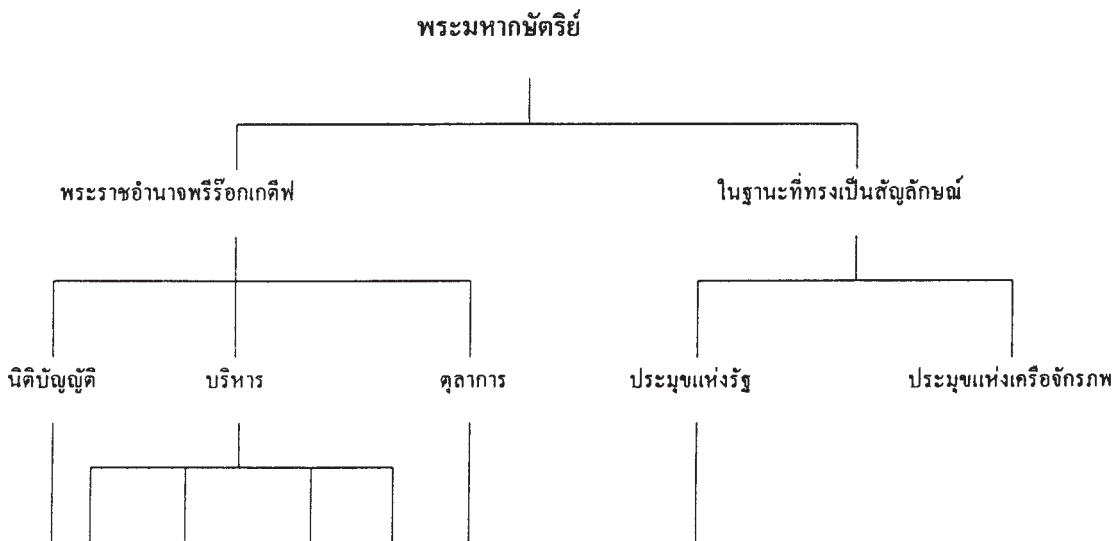 พระมหากษัตริย์
พระราชอำนาจพรีร๊อกเกตีฟ ในฐานะที่ทรงเป็นสัญลักษณ์
นิติบัญญัติ บริหาร ตุลาการ ประมุขแห่งรัฐ ประมุขแห่งเครือจักรภพ